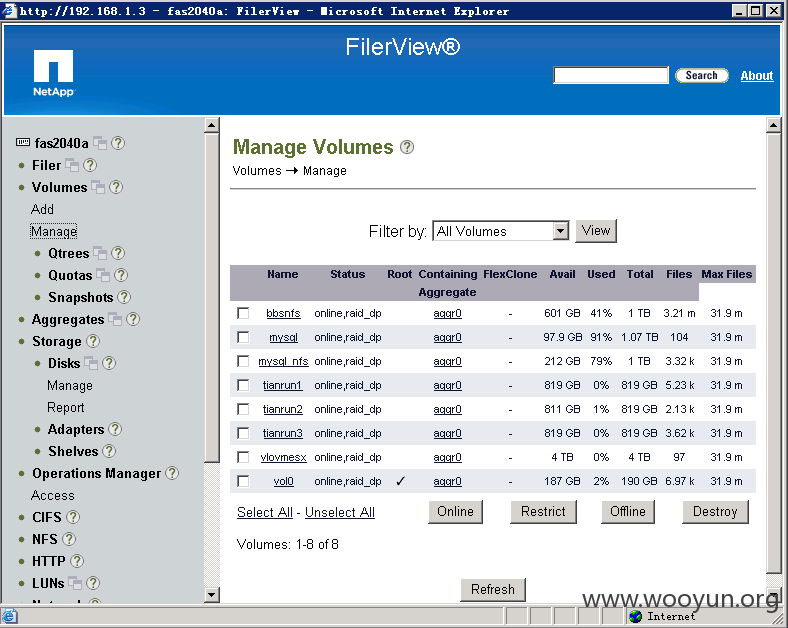 http://192.168.1.3 - fas2040a: FilerView - Microsoft Internet Explorer
FilerView®
NetApp
Search About
fas2040a
Filer
Volumes
Add
Manage
Qtrees
Quotas
Snapshots
Aggregates
Storage
Disks
Manage
Report
Adapters
Shelves
Operations Manager
Access
CIFS
NFS
HTTP
LUNs
Manage Volumes
Volumes → Manage
Filter by: All Volumes View
Name Status Root Containing Aggregate FlexClone Avail Used Total Files Max Files
bbsnfs online,raid_dp aggr0 - 601 GB 41% 1 TB 3.21 m 31.9 m
mysql online,raid_dp aggr0 - 97.9 GB 91% 1.07 TB 104 31.9 m
mysql_nfs online,raid_dp aggr0 - 212 GB 79% 1 TB 3.32 k 31.9 m
tianrun1 online,raid_dp aggr0 - 819 GB 0% 819 GB 5.23 k 31.9 m
tianrun2 online,raid_dp aggr0 - 811 GB 1% 819 GB 2.13 k 31.9 m
tianrun3 online,raid_dp aggr0 - 819 GB 0% 819 GB 3.62 k 31.9 m
vlovmesx online,raid_dp aggr0 - 4 TB 0% 4 TB 97 31.9 m
vol0 online,raid_dp ✓ aggr0 - 187 GB 2% 190 GB 6.97 k 31.9 m
Select All - Unselect All Online Restrict Offline Destroy
Volumes: 1-8 of 8
Refresh
www.wooyun.org
Internet